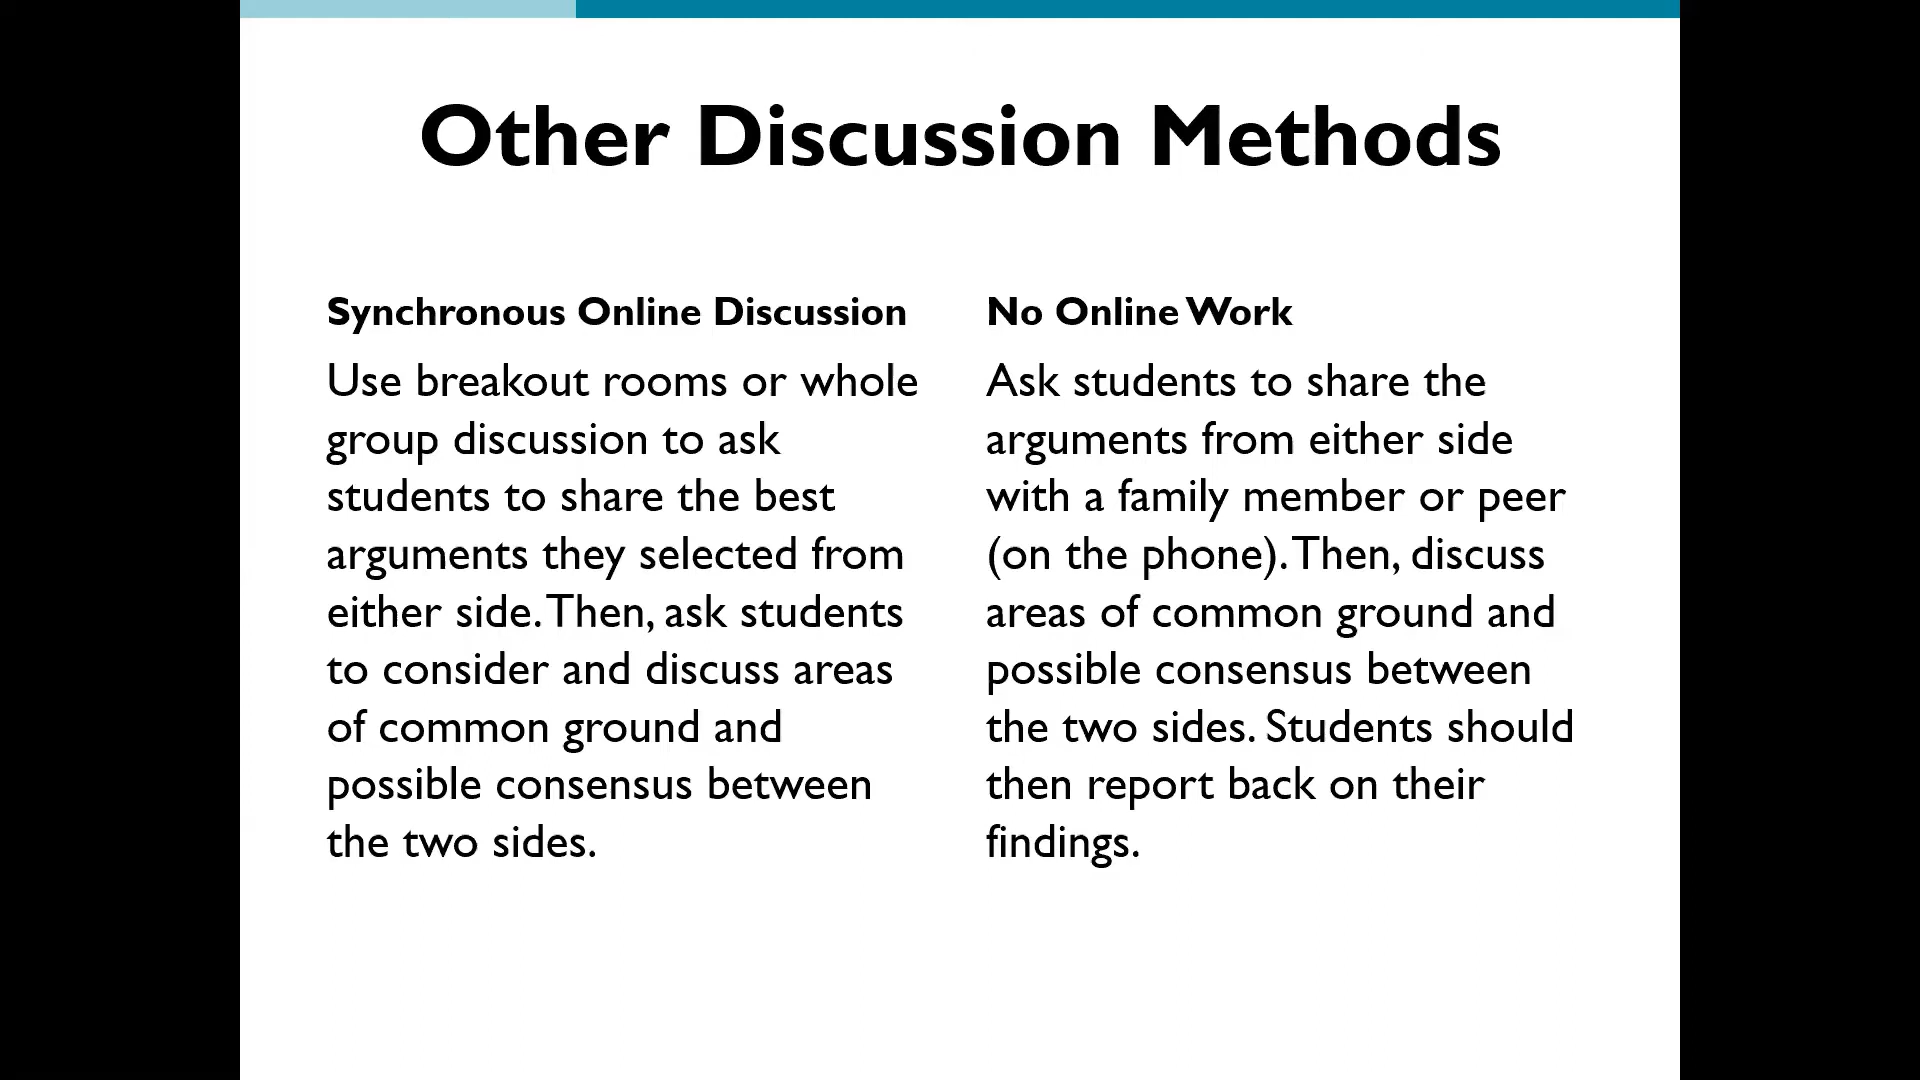 Other Discussion Methods
Synchronous Online Discussion
Use breakout rooms or whole
group discussion to ask
students to share the best
arguments they selected from
either side. Then, ask students
to consider and discuss areas
of common ground and
possible consensus between
the two sides.
No Online Work
Ask students to share the
arguments from either side
with a family member or peer
(on the phone). Then, discuss
areas of common ground and
possible consensus between
the two sides. Students should
then report back on their
findings.